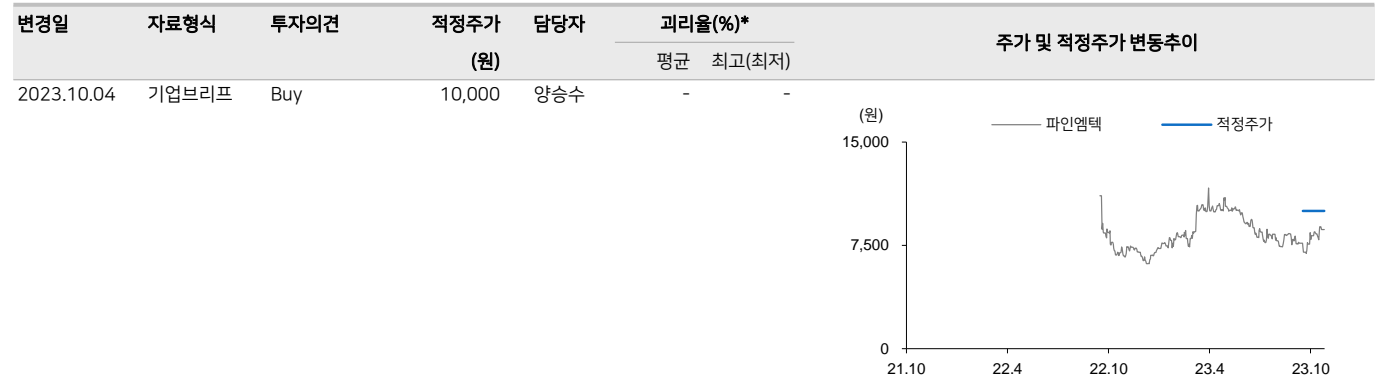 변경일 자료형식 투자의견 적정주가 담당자 괴리율(%)* 주가 및 적정주가 변동추이
(원) 평균 최고(최저)
2023.10.04 기업브리프 Buy 10,000 양승수 - -
(원)
파인엠텍 적정주가
15,000
7,500
0
21.10 22.4 22.10 23.4 23.10